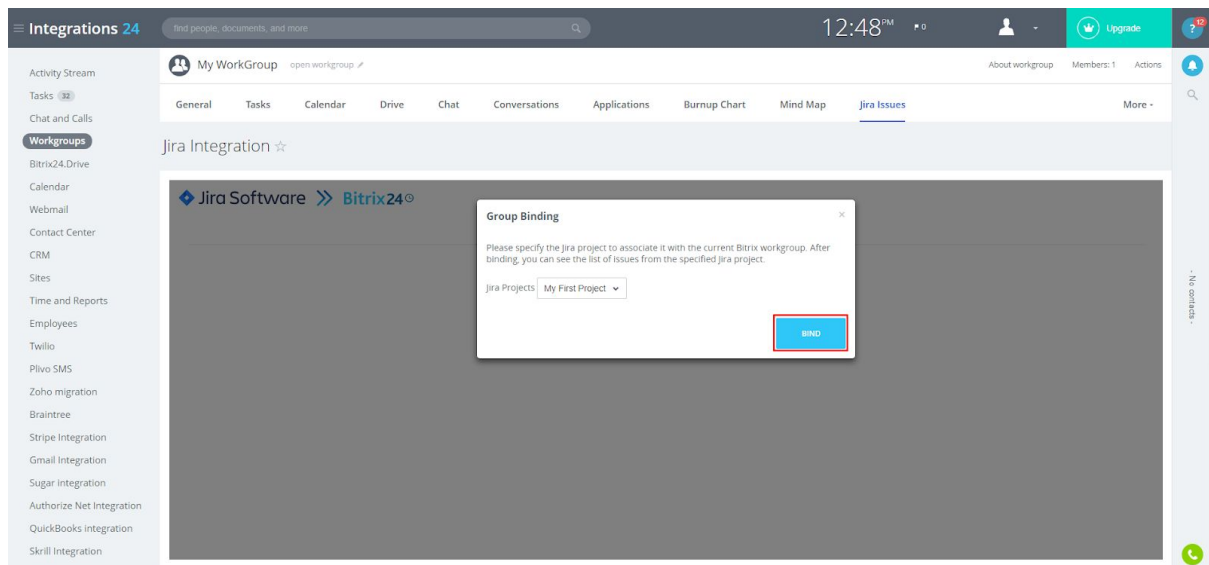 Integrations 24
find people, documents, and more
12:48 PM
0
Upgrade
?
12
Activity Stream
Tasks 32
Chat and Calls
Workgroups
Bitrix24.Drive
Calendar
Webmail
Contact Center
CRM
Sites
Time and Reports
Employees
Twilio
Plivo SMS
Zoho migration
Braintree
Stripe Integration
Gmail Integration
Sugar integration
Authorize Net Integration
QuickBooks integration
Skrill Integration
My WorkGroup open workgroup
About workgroup Members: 1 Actions
General Tasks Calendar Drive Chat Conversations Applications Burnup Chart Mind Map Jira Issues More
Jira Integration
Jira Software Bitrix24
Group Binding
Please specify the Jira project to associate it with the current Bitrix workgroup. After
binding, you can see the list of issues from the specified Jira project.
Jira Projects My First Project
BIND
- No contacts -